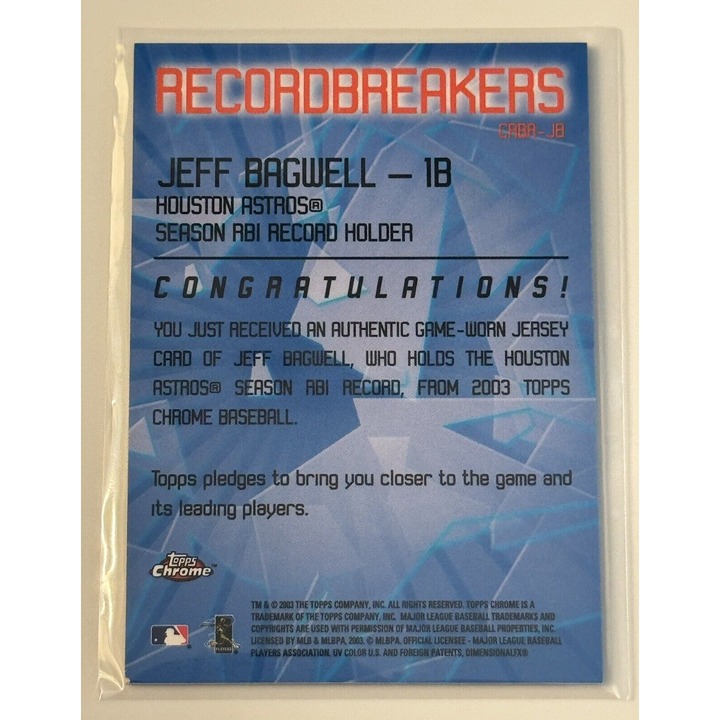 RECORDBREAKERS
CRBR-JB
JEFF BAGWELL – 1B
HOUSTON ASTROS®
SEASON RBI RECORD HOLDER
CONGRATULATIONS!
YOU JUST RECEIVED AN AUTHENTIC GAME-WORN JERSEY
CARD OF JEFF BAGWELL, WHO HOLDS THE HOUSTON
ASTROS® SEASON RBI RECORD, FROM 2003 TOPPS
CHROME BASEBALL.
Topps pledges to bring you closer to the game and
its leading players.
Topps
Chrome™
TM & © 2003 THE TOPPS COMPANY, INC. ALL RIGHTS RESERVED. TOPPS CHROME IS A
TRADEMARK OF THE TOPPS COMPANY, INC. MAJOR LEAGUE BASEBALL TRADEMARKS AND
COPYRIGHTS ARE USED WITH PERMISSION OF MAJOR LEAGUE BASEBALL PROPERTIES, INC.
LICENSED BY MLB & MLBPA, 2003. © MLBPA. OFFICIAL LICENSEE - MAJOR LEAGUE BASEBALL
PLAYERS ASSOCIATION. UV COLOR U.S. AND FOREIGN PATENTS, DIMENSIONALFX®